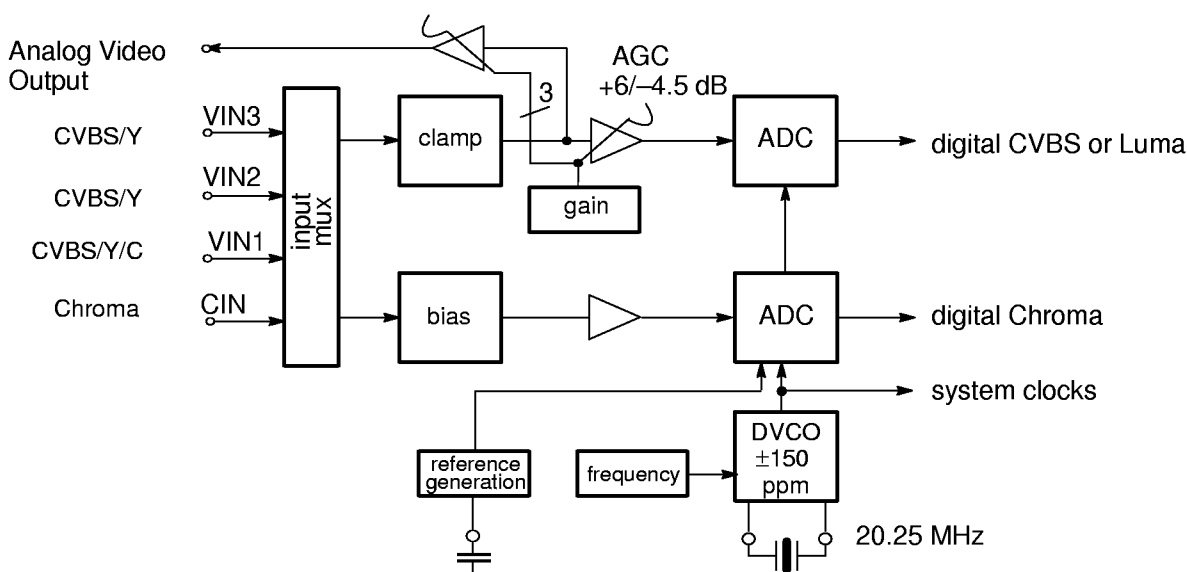 Analog Video
Output
AGC
+6/–4.5 dB
3
VIN3
CVBS/Y
clamp
ADC
digital CVBS or Luma
VIN2
CVBS/Y
gain
input
mux
VIN1
CVBS/Y/C
CIN
Chroma
bias
ADC
digital Chroma
system clocks
DVCO
±150
ppm
reference
generation
frequency
20.25 MHz